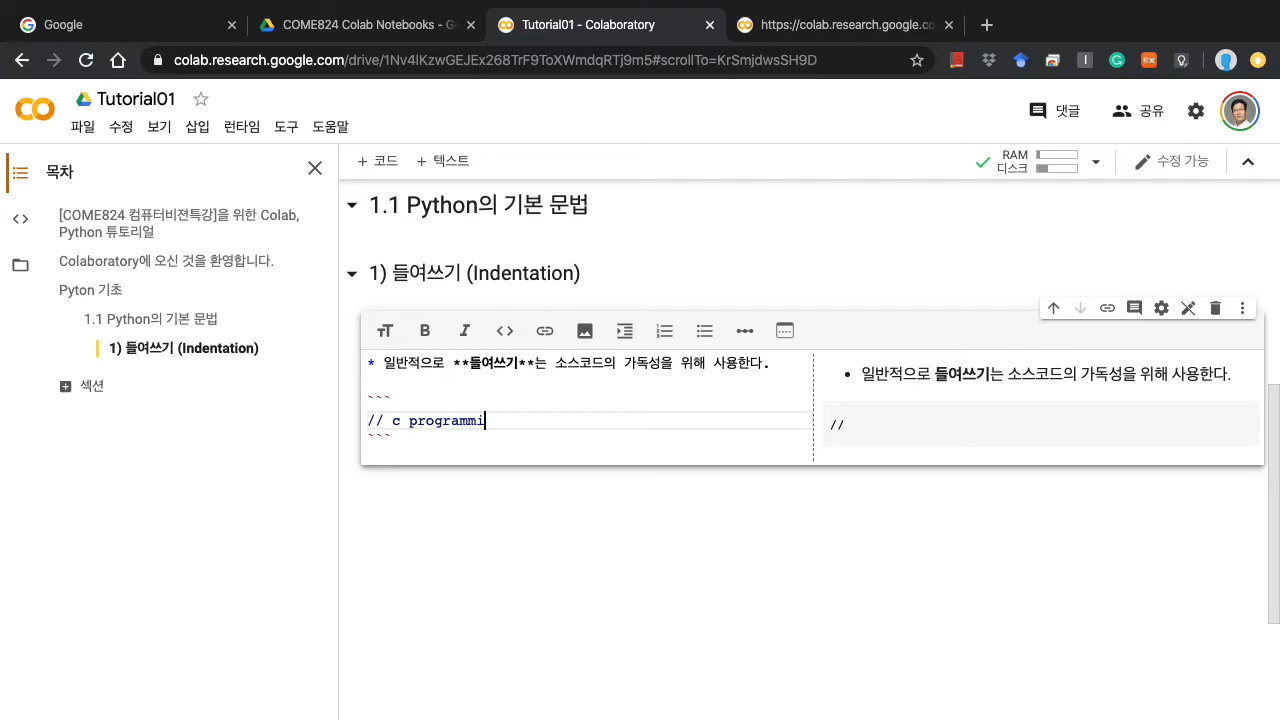 Google
COME824 Colab Notebooks - G
Tutorial01 - Colaboratory
https://colab.research.google.co
colab.research.google.com/drive/1Nv4lKzwGEJEx268TrF9ToXWmdqRTj9m5#scrollTo=KrSmjdwsSH9D
Tutorial01
댓글
공유
파일 수정 보기 삽입 런타임 도구 도움말
목차
+ 코드 + 텍스트
RAM
디스크
수정 가능
[COME824 컴퓨터비젼특강]을 위한 Colab,
Python 튜토리얼
Colaboratory에 오신 것을 환영합니다.
Pyton 기초
1.1 Python의 기본 문법
1) 들여쓰기 (Indentation)
섹션
1.1 Python의 기본 문법
1) 들여쓰기 (Indentation)
* 일반적으로 **들여쓰기**는 소스코드의 가독성을 위해 사용한다.
```
// c programmi
```
• 일반적으로 들여쓰기는 소스코드의 가독성을 위해 사용한다.
//